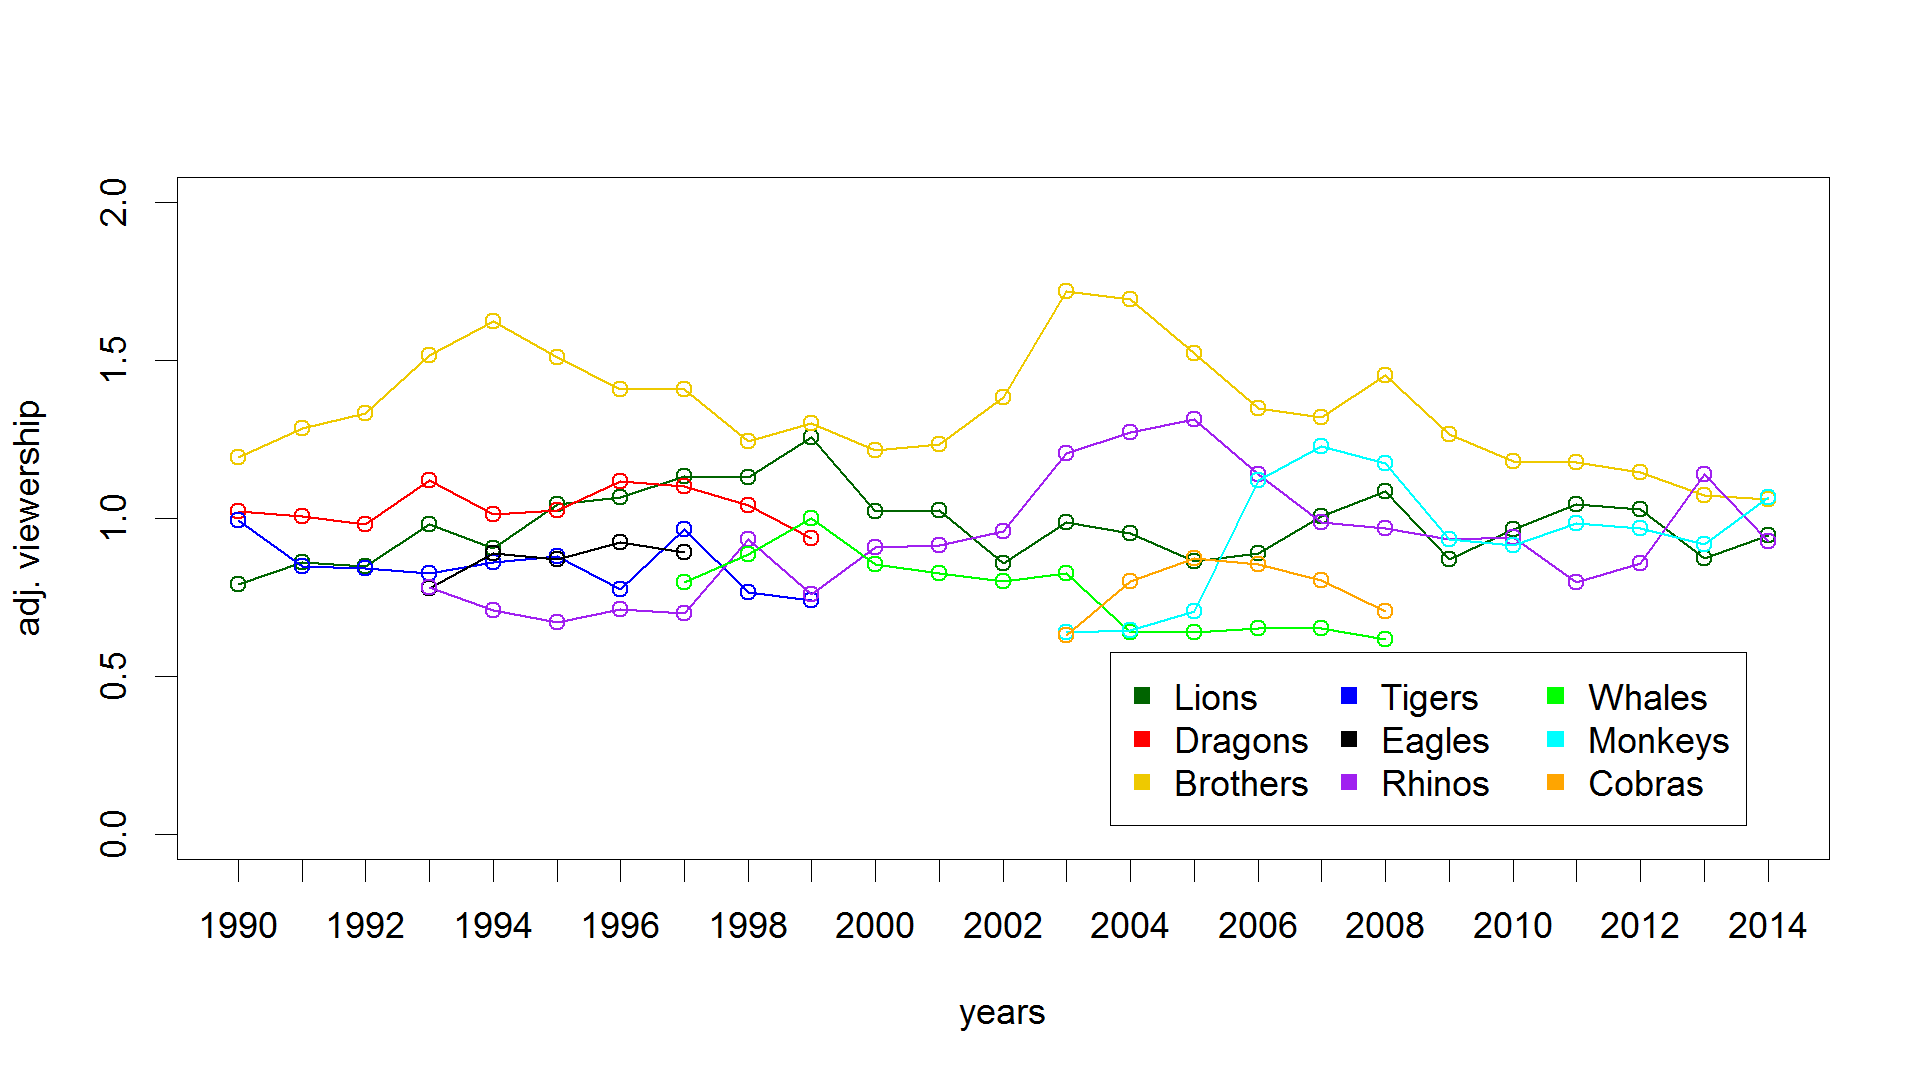 2.0
1.5
1.0
0.5
0.0
adj. viewership
Lions Tigers Whales
Dragons Eagles Monkeys
Brothers Rhinos Cobras
1990 1992 1994 1996 1998 2000 2002 2004 2006 2008 2010 2012 2014
years